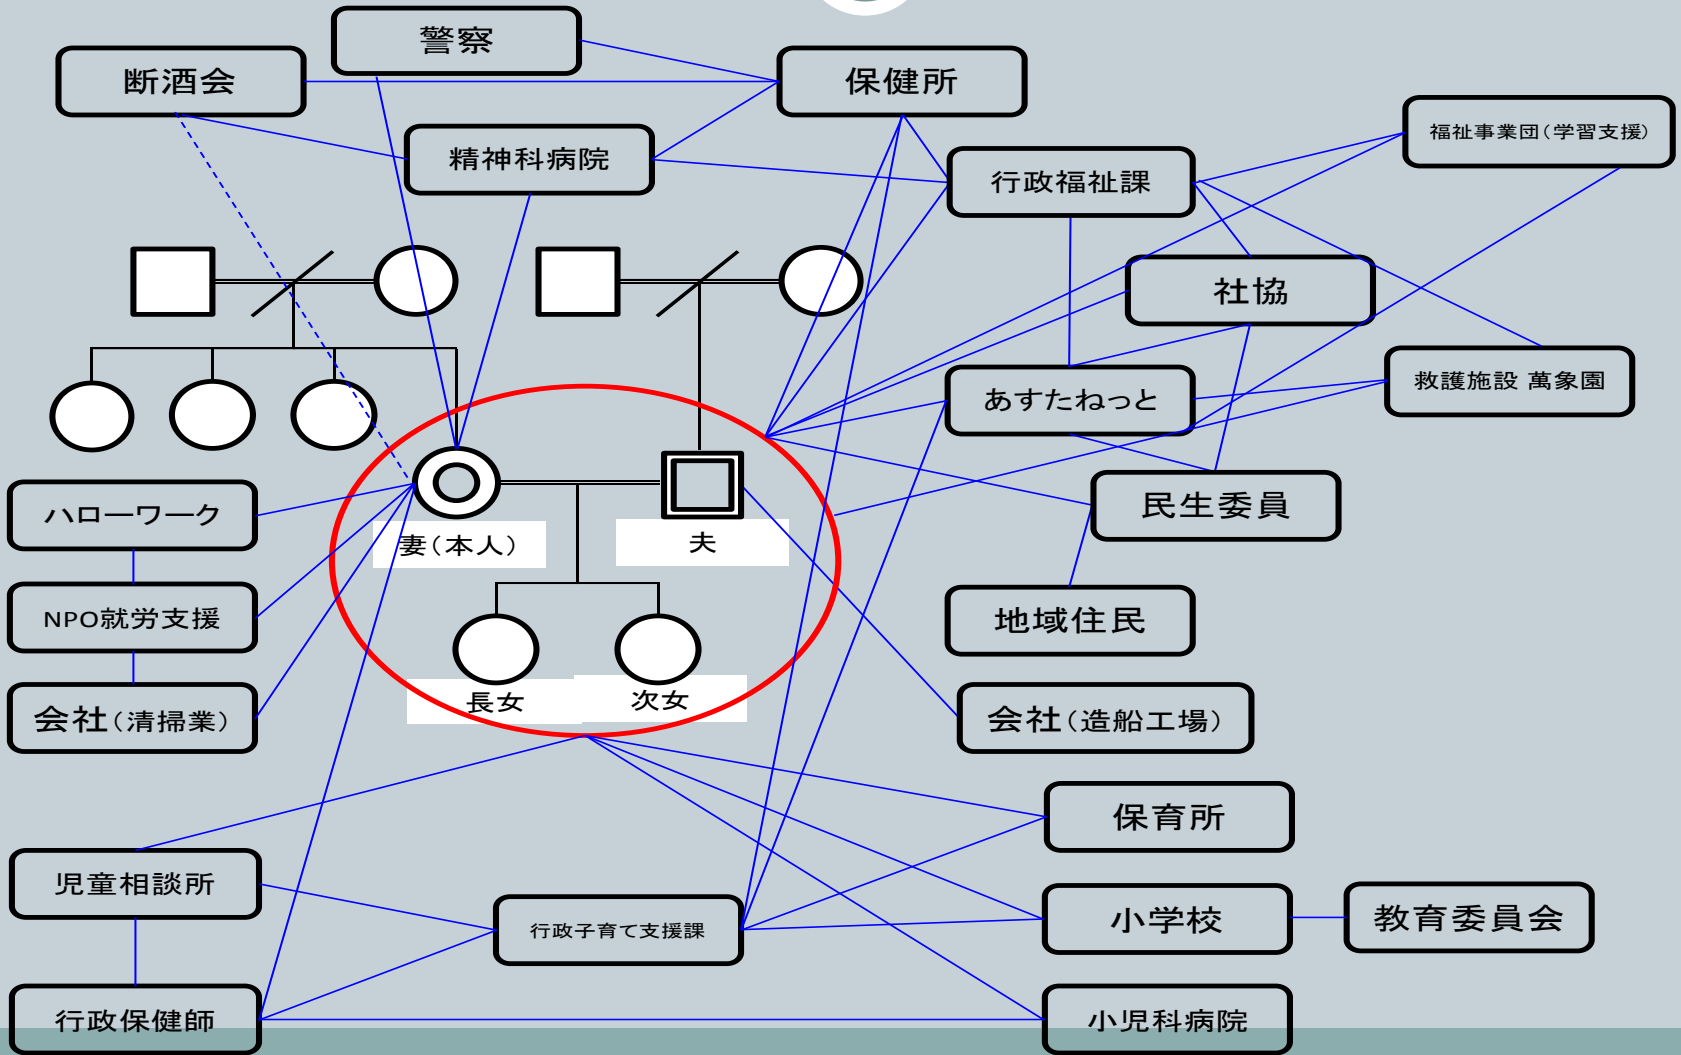 警察
断酒会
保健所
精神科病院
福祉事業団（学習支援）
行政福祉課
社協
あすたねっと
救護施設 萬象園
ハローワーク
妻（本人）
夫
民生委員
NPO就労支援
地域住民
会社（清掃業）
長女
次女
会社（造船工場）
保育所
児童相談所
行政子育て支援課
小学校
教育委員会
行政保健師
小児科病院